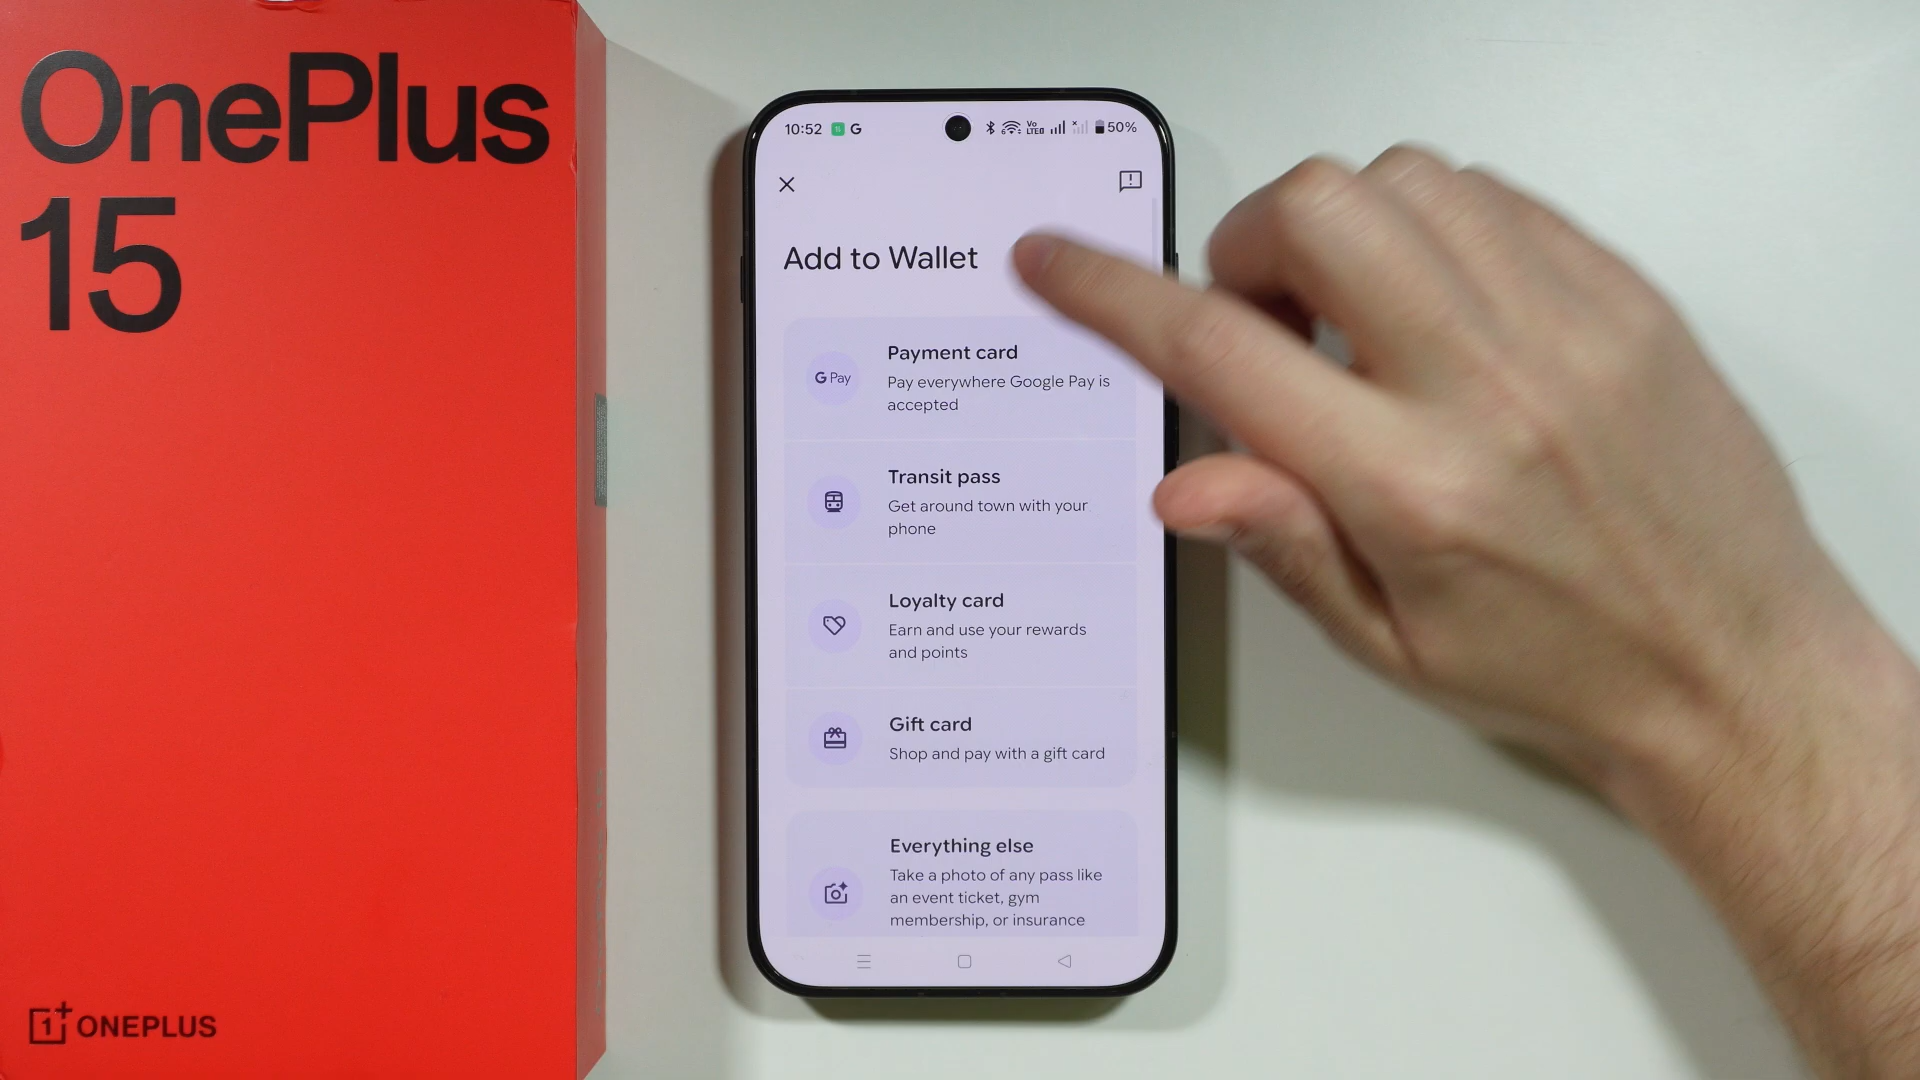 OnePlus
15
ONEPLUS
10:52
G
Vo
LTE
50%
Add to Wallet
Payment card
G Pay
Pay everywhere Google Pay is
accepted
Transit pass
Get around town with your
phone
Loyalty card
Earn and use your rewards
and points
Gift card
Shop and pay with a gift card
Everything else
Take a photo of any pass like
an event ticket, gym
membership, or insurance